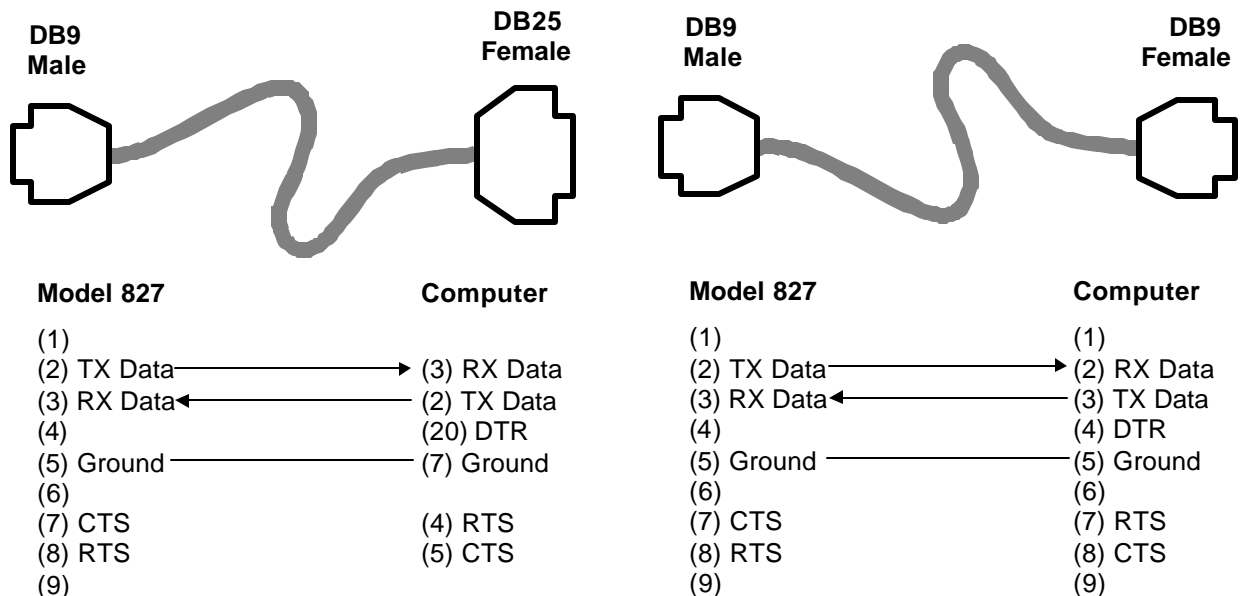 DB9
Male
DB25
Female
Model 827 Computer
(1)
(2) TX Data (3) RX Data
(3) RX Data (2) TX Data
(4) (20) DTR
(5) Ground (7) Ground
(6)
(7) CTS (4) RTS
(8) RTS (5) CTS
(9)
DB9
Male
DB9
Female
Model 827 Computer
(1) (1)
(2) TX Data (2) RX Data
(3) RX Data (3) TX Data
(4) (4) DTR
(5) Ground (5) Ground
(6) (6)
(7) CTS (7) RTS
(8) RTS (8) CTS
(9) (9)